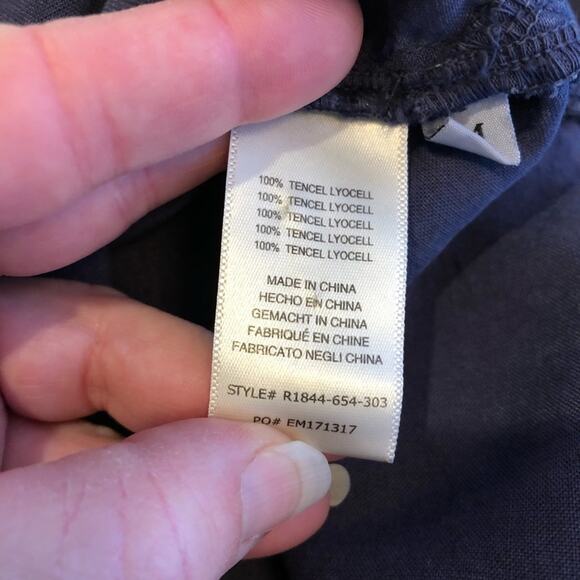 100% TENCEL LYOCELL
100% TENCEL LYOCELL
100% TENCEL LYOCELL
100% TENCEL LYOCELL
100% TENCEL LYOCELL
MADE IN CHINA
HECHO EN CHINA
GEMACHT IN CHINA
FABRIQUÉ EN CHINE
FABRICATO NEGLI CHINA
STYLE# R1844-654-303
PO# EM171317